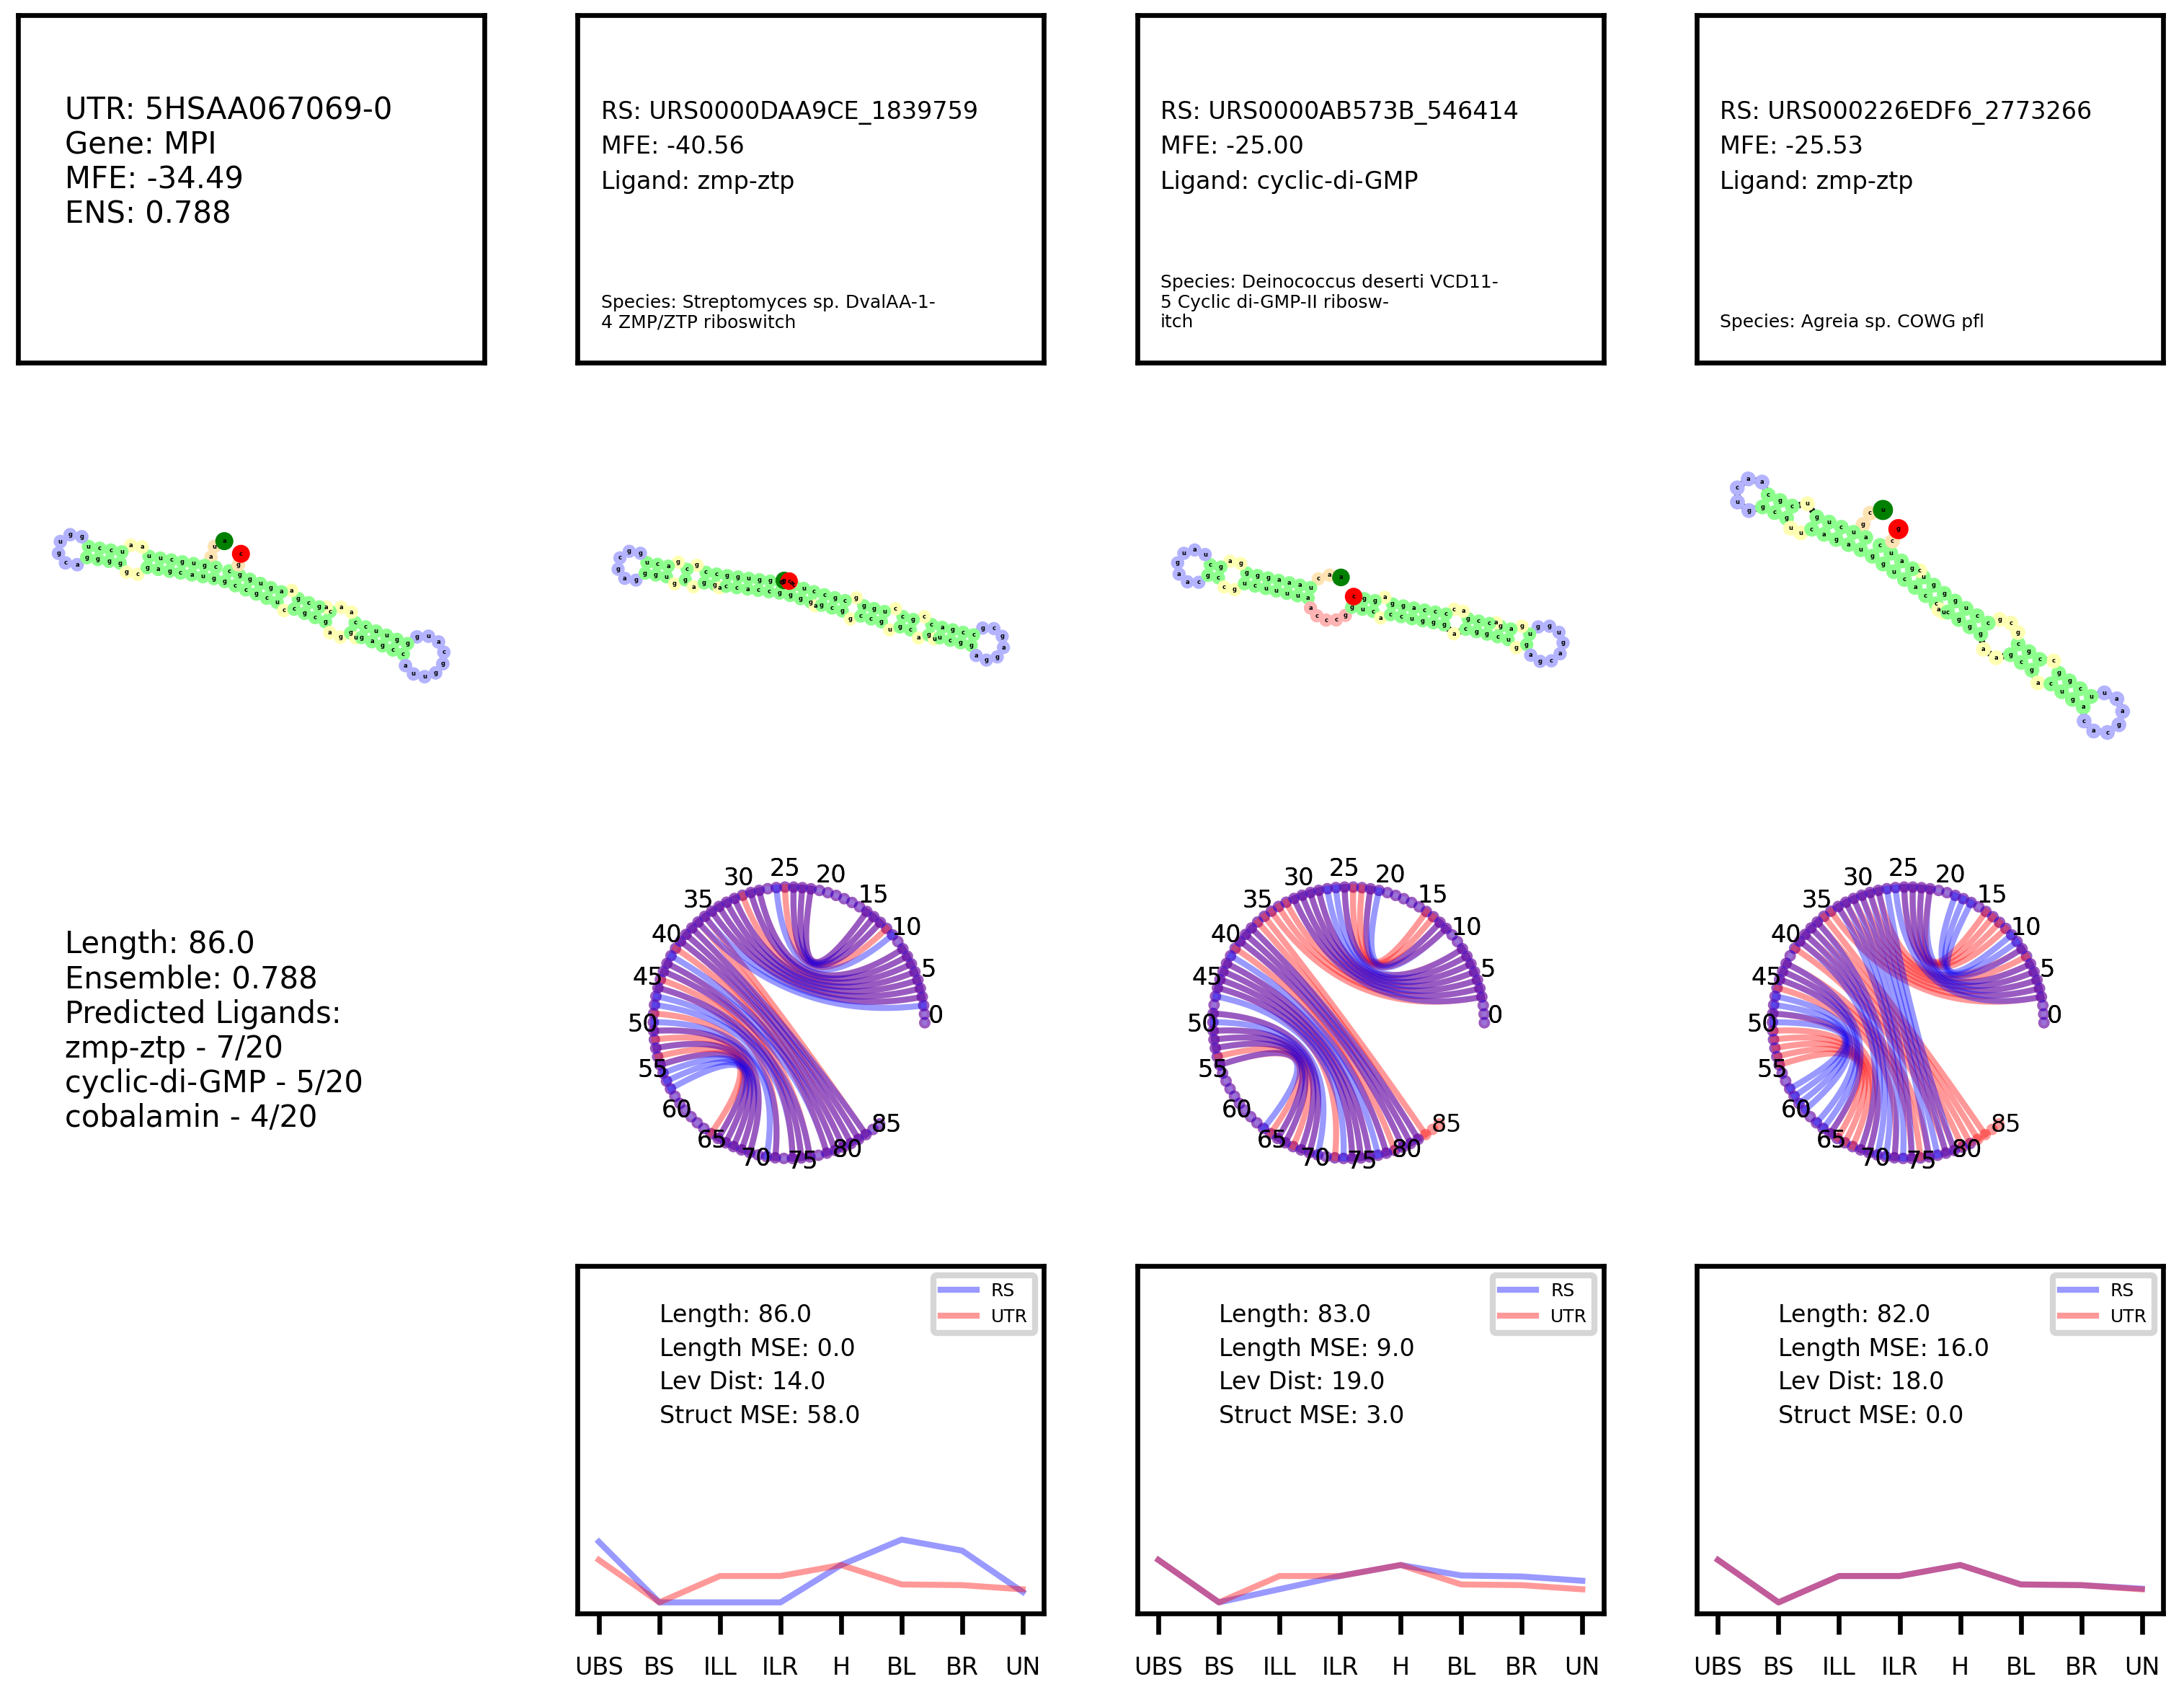 UTR: 5HSAA067069-0
Gene: MPI
MFE: -34.49
ENS: 0.788
RS: URS0000DAA9CE_1839759
MFE: -40.56
Ligand: zmp-ztp
Species: Streptomyces sp. DvalAA-1-
4 ZMP/ZTP riboswitch
RS: URS0000AB573B_546414
MFE: -25.00
Ligand: cyclic-di-GMP
Species: Deinococcus deserti VCD11-
5 Cyclic di-GMP-II ribosw-
itch
RS: URS000226EDF6_2773266
MFE: -25.53
Ligand: zmp-ztp
Species: Agreia sp. COWG pfl
Length: 86.0
Ensemble: 0.788
Predicted Ligands:
zmp-ztp - 7/20
cyclic-di-GMP - 5/20
cobalamin - 4/20
0 5 10 15 20 25 30 35 40 45 50 55 60 65 70 75 80 85
0 5 10 15 20 25 30 35 40 45 50 55 60 65 70 75 80 85
0 5 10 15 20 25 30 35 40 45 50 55 60 65 70 75 80 85
RS
UTR
Length: 86.0
Length MSE: 0.0
Lev Dist: 14.0
Struct MSE: 58.0
UBS BS ILL ILR H BL BR UN
RS
UTR
Length: 83.0
Length MSE: 9.0
Lev Dist: 19.0
Struct MSE: 3.0
UBS BS ILL ILR H BL BR UN
RS
UTR
Length: 82.0
Length MSE: 16.0
Lev Dist: 18.0
Struct MSE: 0.0
UBS BS ILL ILR H BL BR UN